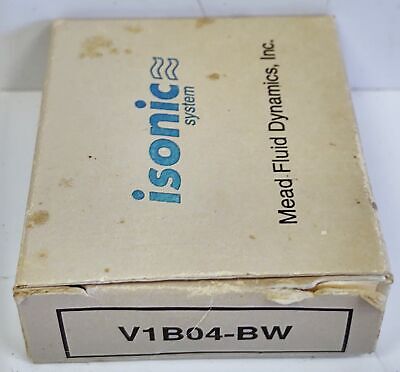 isonic
system
Mead Fluid Dynamics, Inc.
V1B04-BW